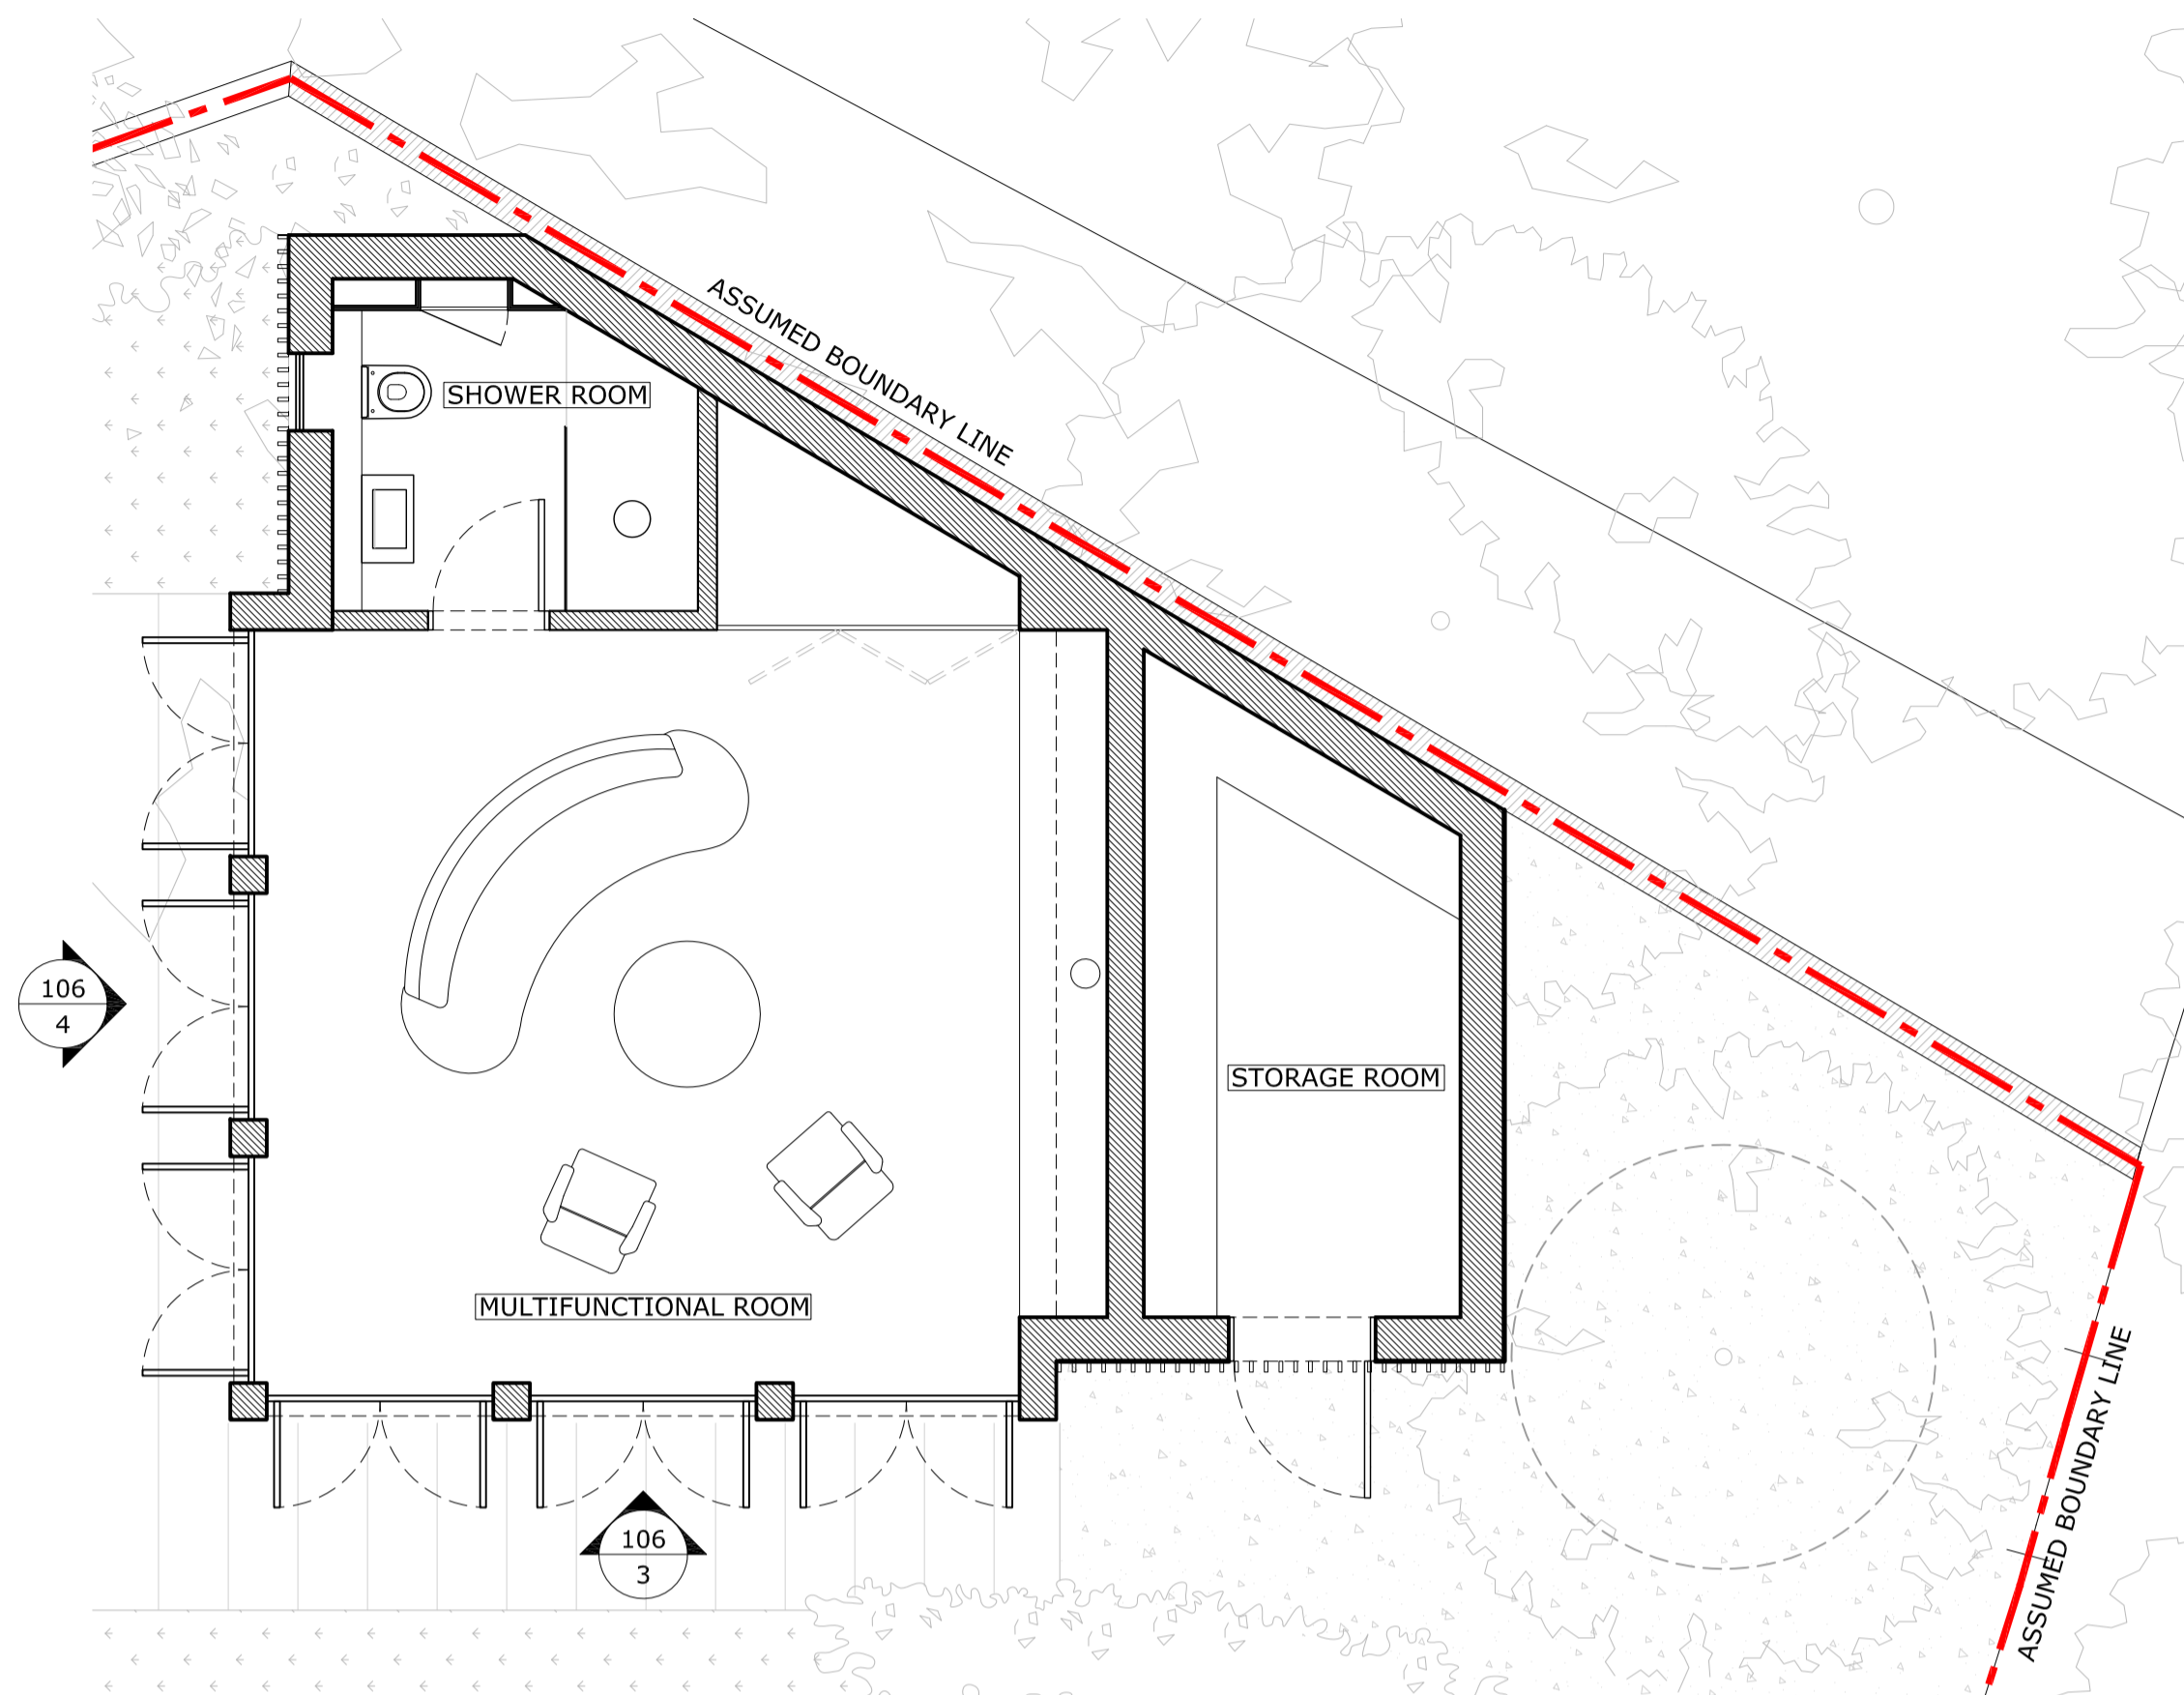 ASSUMED BOUNDARY LINE
SHOWER ROOM
106
4
STORAGE ROOM
MULTIFUNCTIONAL ROOM
ASSUMED BOUNDARY LINE
106
3